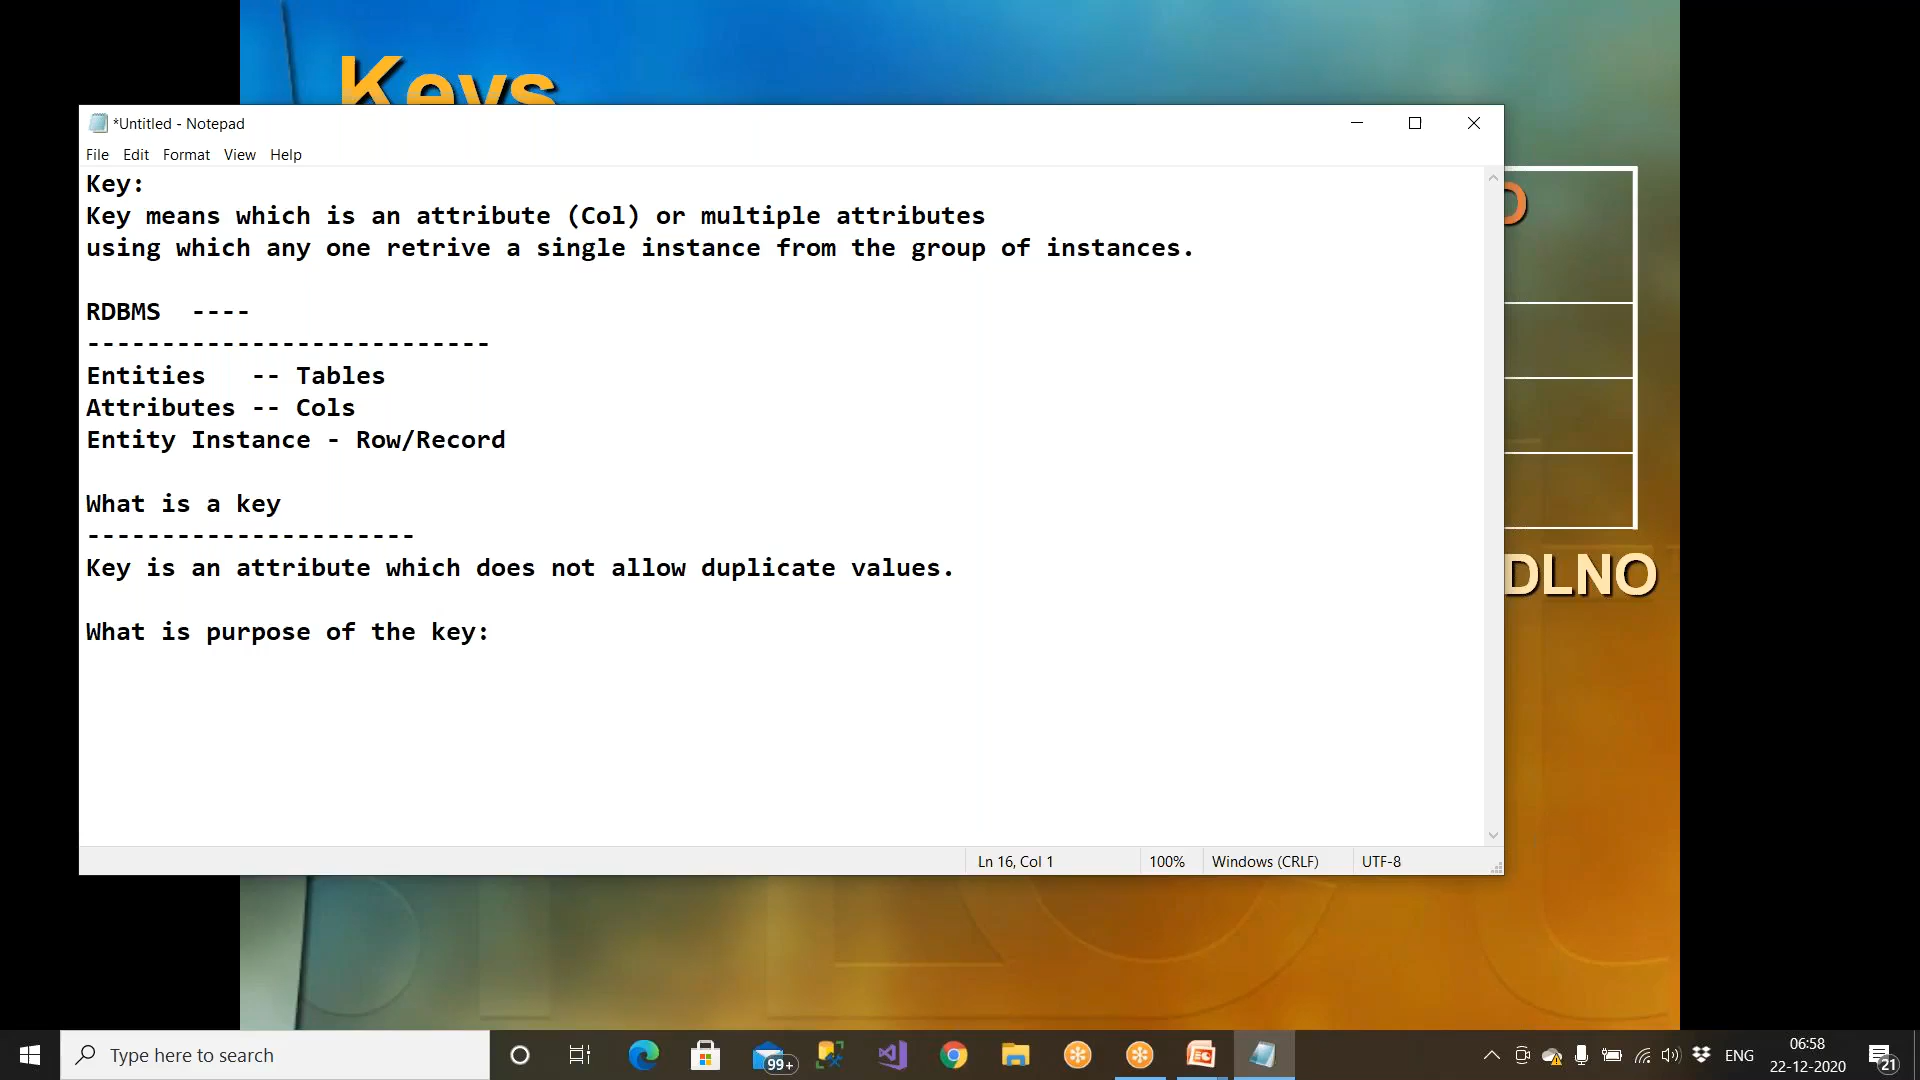 Keys
*Untitled - Notepad
File Edit Format View Help
Key:
Key means which is an attribute (Col) or multiple attributes
using which any one retrive a single instance from the group of instances.
RDBMS ----
---------------------------
Entities -- Tables
Attributes -- Cols
Entity Instance - Row/Record
What is a key
----------------------
Key is an attribute which does not allow duplicate values.
What is purpose of the key:
DLNO
Ln 16, Col 1 100% Windows (CRLF) UTF-8
Type here to search
99+
ENG
06:58
22-12-2020
21